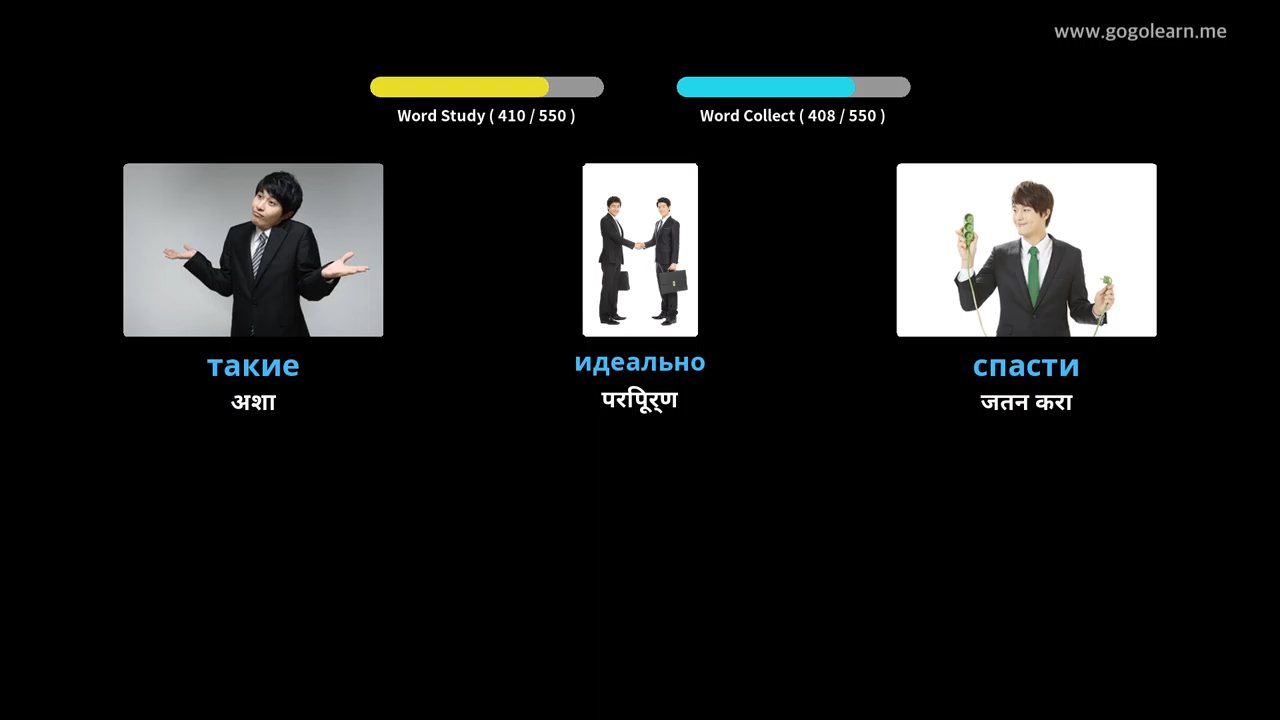 www.gogolearn.me
Word Study ( 410 / 550 )
Word Collect ( 408 / 550 )
такие
идеально
спасти
अशा
परिपूर्ण
जतन करा